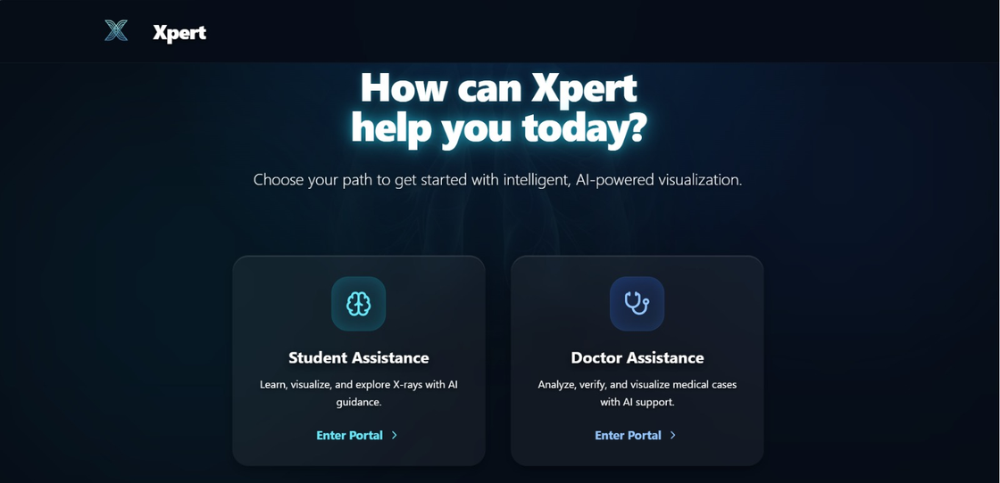 Xpert
How can Xpert
help you today?
Choose your path to get started with intelligent, AI-powered visualization.
Student Assistance
Learn, visualize, and explore X-rays with AI
guidance.
Enter Portal
Doctor Assistance
Analyze, verify, and visualize medical cases
with AI support.
Enter Portal